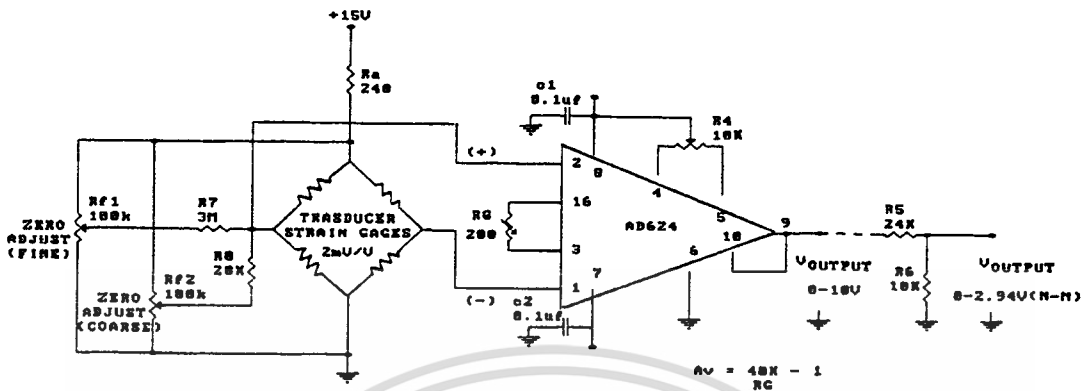 +15V
Ra
240
c1
0.1uf
R4
10K
(+)
2
8
4
5
9
16
3
1
7
6
10
AD624
RG
200
R7
3M
R8
20K
Rf1
100k
ZERO
ADJUST
(FINE)
Rf2
100k
ZERO
ADJUST
(COARSE)
TRASDUCER
STRAIN GAGES
2mV/V
(-)
c2
0.1uf
R5
24K
R6
10K
VOUTPUT
0-10V
VOUTPUT
0-2.94V(M-M)
Av = 40K - 1
RG